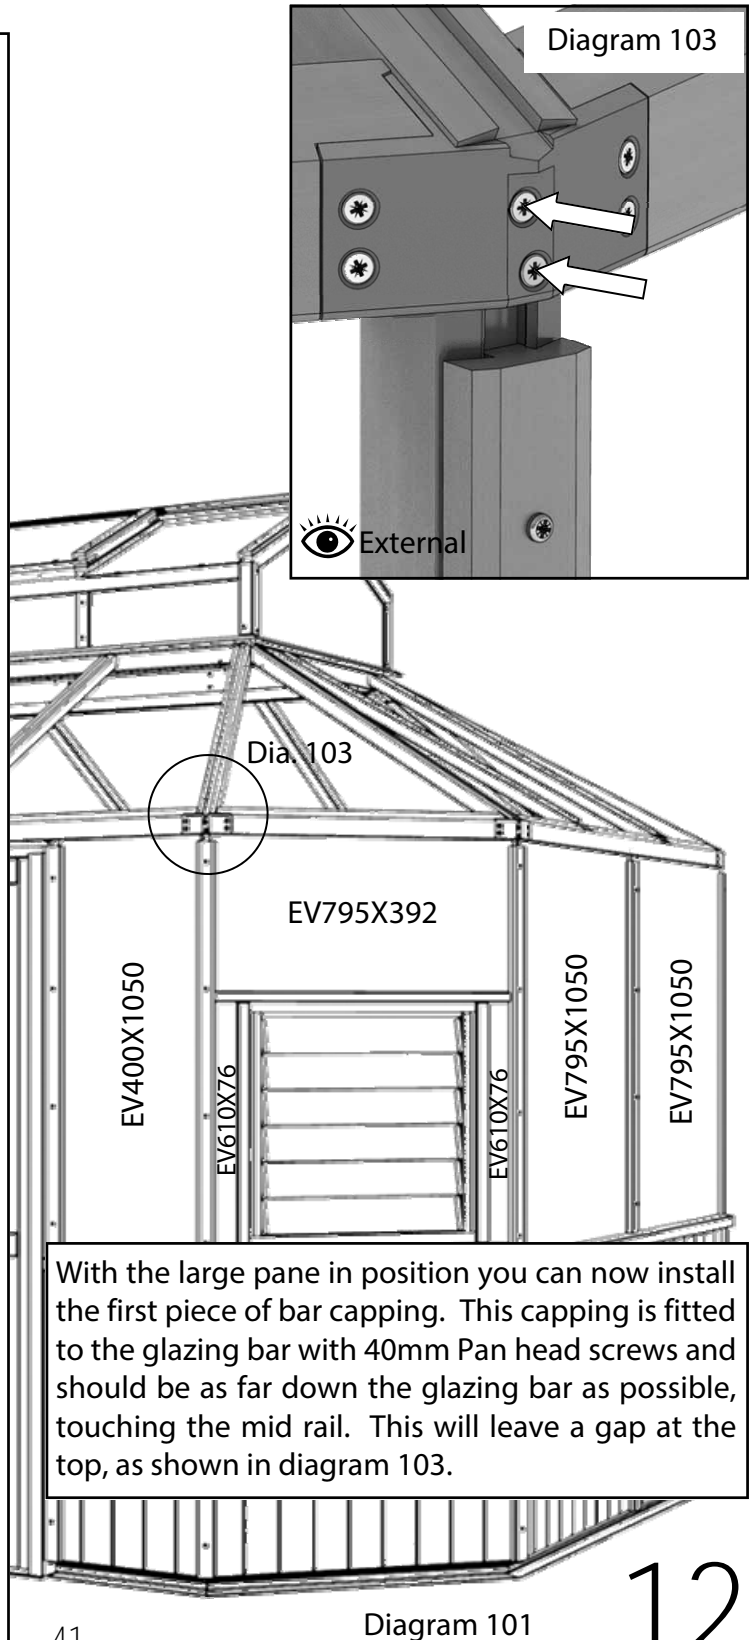 Diagram 103
External
Dia. 103
EV795X392
EV400X1050
EV610X76
EV610X76
EV795X1050
EV795X1050
With the large pane in position you can now install
the first piece of bar capping. This capping is fitted
to the glazing bar with 40mm Pan head screws and
should be as far down the glazing bar as possible,
touching the mid rail. This will leave a gap at the
top, as shown in diagram 103.
41
Diagram 101
12